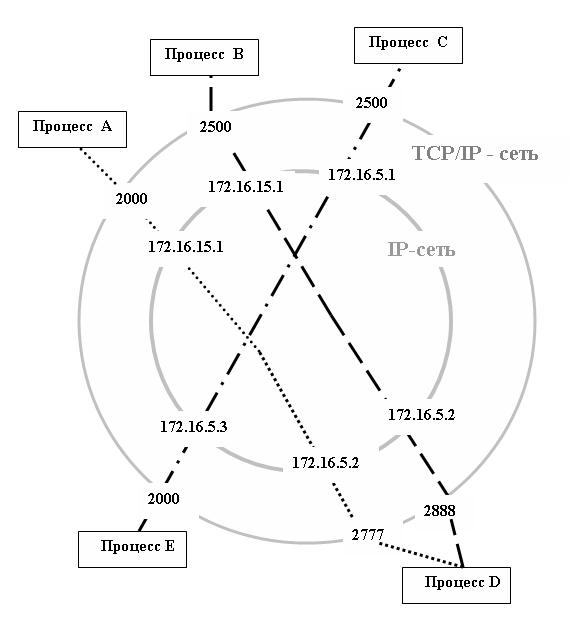 Процесс B
Процесс C
Процесс A
2500
2500
TCP/IP - сеть
172.16.15.1
172.16.5.1
2000
172.16.15.1
IP-сеть
172.16.5.2
172.16.5.3
172.16.5.2
2000
2888
2777
Процесс E
Процесс D